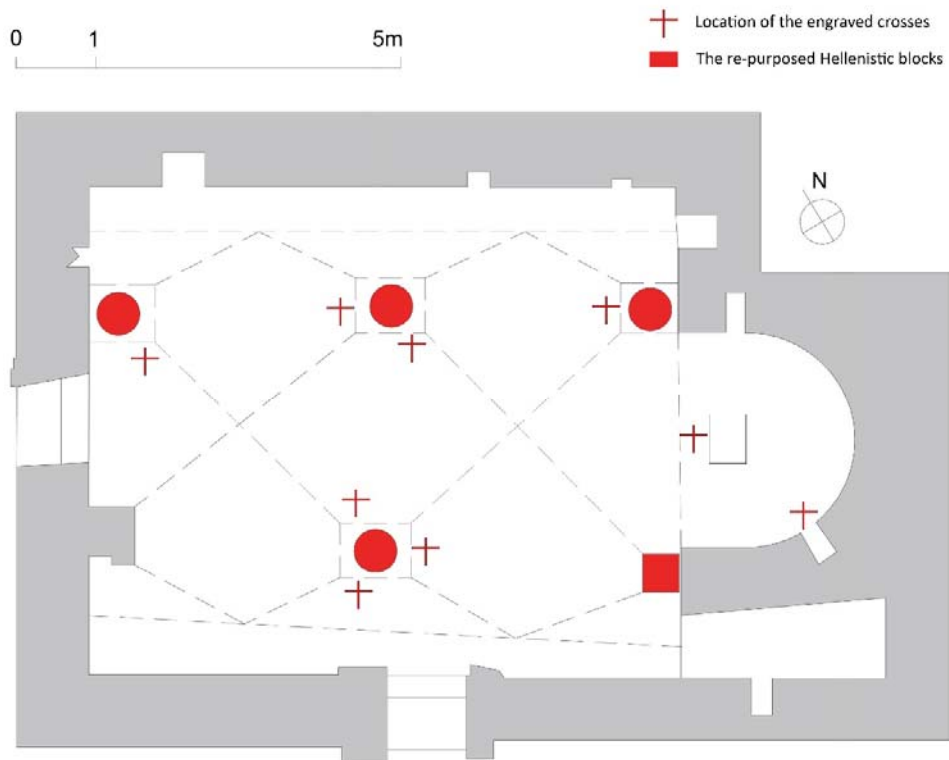 0 1 5m
Location of the engraved crosses
The re-purposed Hellenistic blocks
N